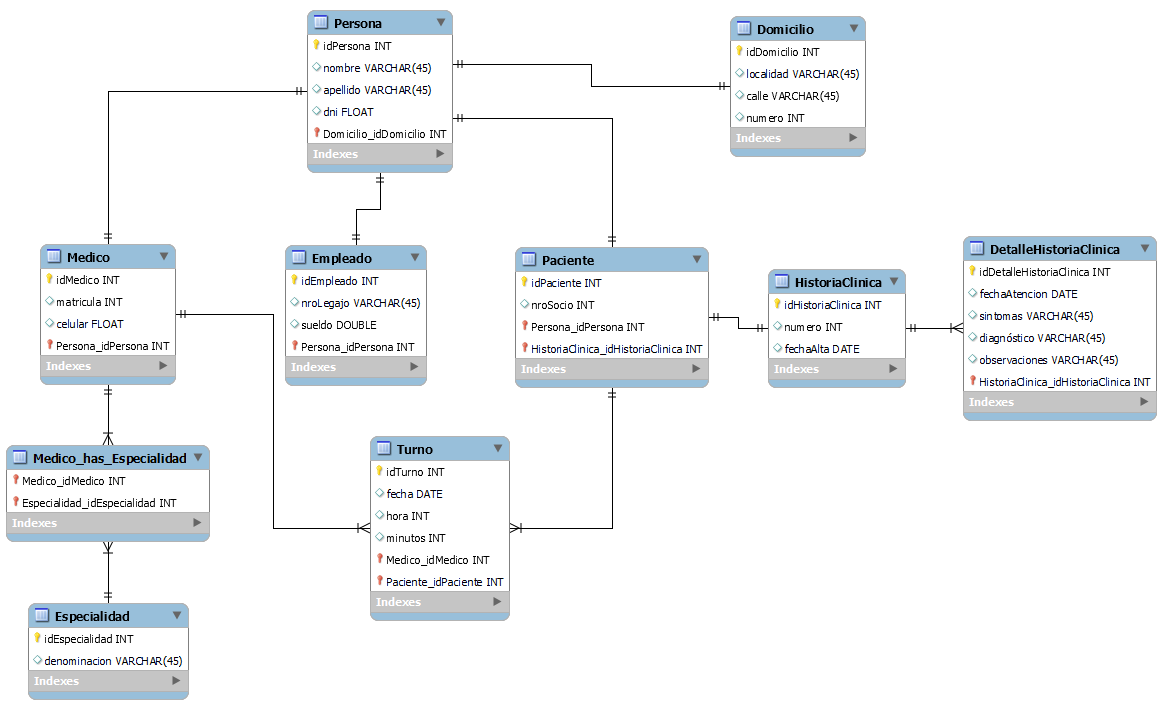 Persona
idPersona INT
nombre VARCHAR(45)
apellido VARCHAR(45)
dni FLOAT
Domicilio_idDomicilio INT
Indexes
Domicilio
idDomicilio INT
localidad VARCHAR(45)
calle VARCHAR(45)
numero INT
Indexes
Medico
idMedico INT
matricula INT
celular FLOAT
Persona_idPersona INT
Indexes
Empleado
idEmpleado INT
nroLegajo VARCHAR(45)
sueldo DOUBLE
Persona_idPersona INT
Indexes
Paciente
idPaciente INT
nroSocio INT
Persona_idPersona INT
HistoriaClinica_idHistoriaClinica INT
Indexes
HistoriaClinica
idHistoriaClinica INT
numero INT
fechaAlta DATE
Indexes
DetalleHistoriaClinica
idDetalleHistoriaClinica INT
fechaAtencion DATE
sintomas VARCHAR(45)
diagnóstico VARCHAR(45)
observaciones VARCHAR(45)
HistoriaClinica_idHistoriaClinica INT
Indexes
Medico_has_Especialidad
Medico_idMedico INT
Especialidad_idEspecialidad INT
Indexes
Turno
idTurno INT
fecha DATE
hora INT
minutos INT
Medico_idMedico INT
Paciente_idPaciente INT
Indexes
Especialidad
idEspecialidad INT
denominacion VARCHAR(45)
Indexes